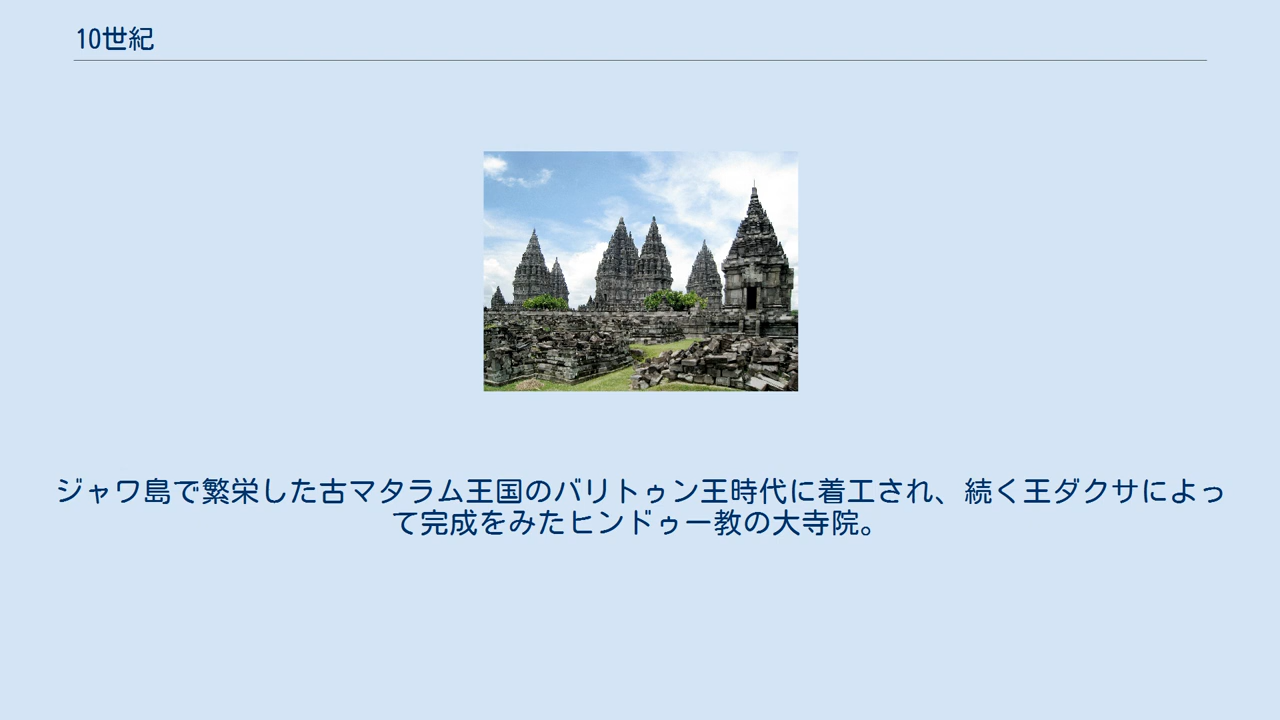 10世紀
ジャワ島で繁栄した古マタラム王国のバリトゥン王時代に着工され、続く王ダクサによっ
て完成をみたヒンドゥー教の大寺院。